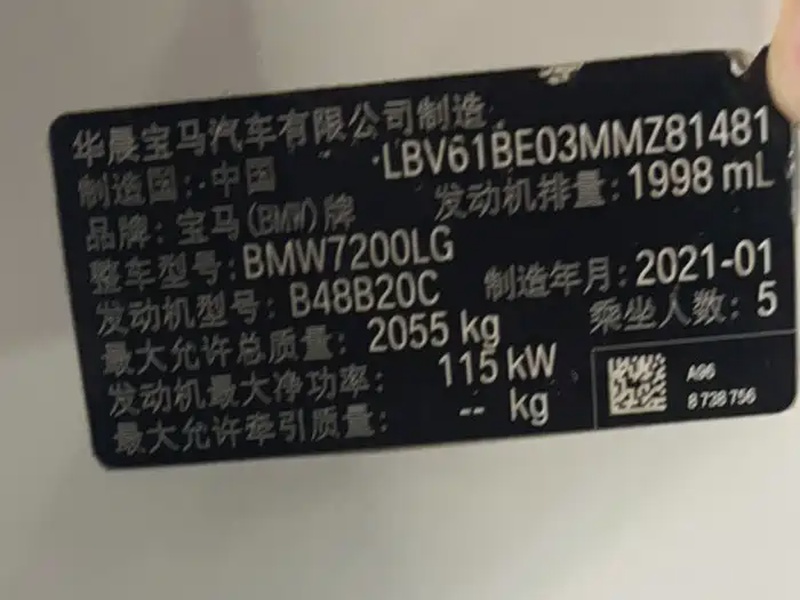 华晨宝马汽车有限公司制造
LBV61BE03MMZ81481
制造国:中国
发动机排量:1998 mL
品牌:宝马(BMW)牌
整车型号:BMW7200LG
制造年月:2021-01
发动机型号:B48B20C
乘坐人数:5
最大允许总质量:2055 kg
发动机最大净功率:115 kW
最大允许牵引质量:-- kg
A96
8 738 756